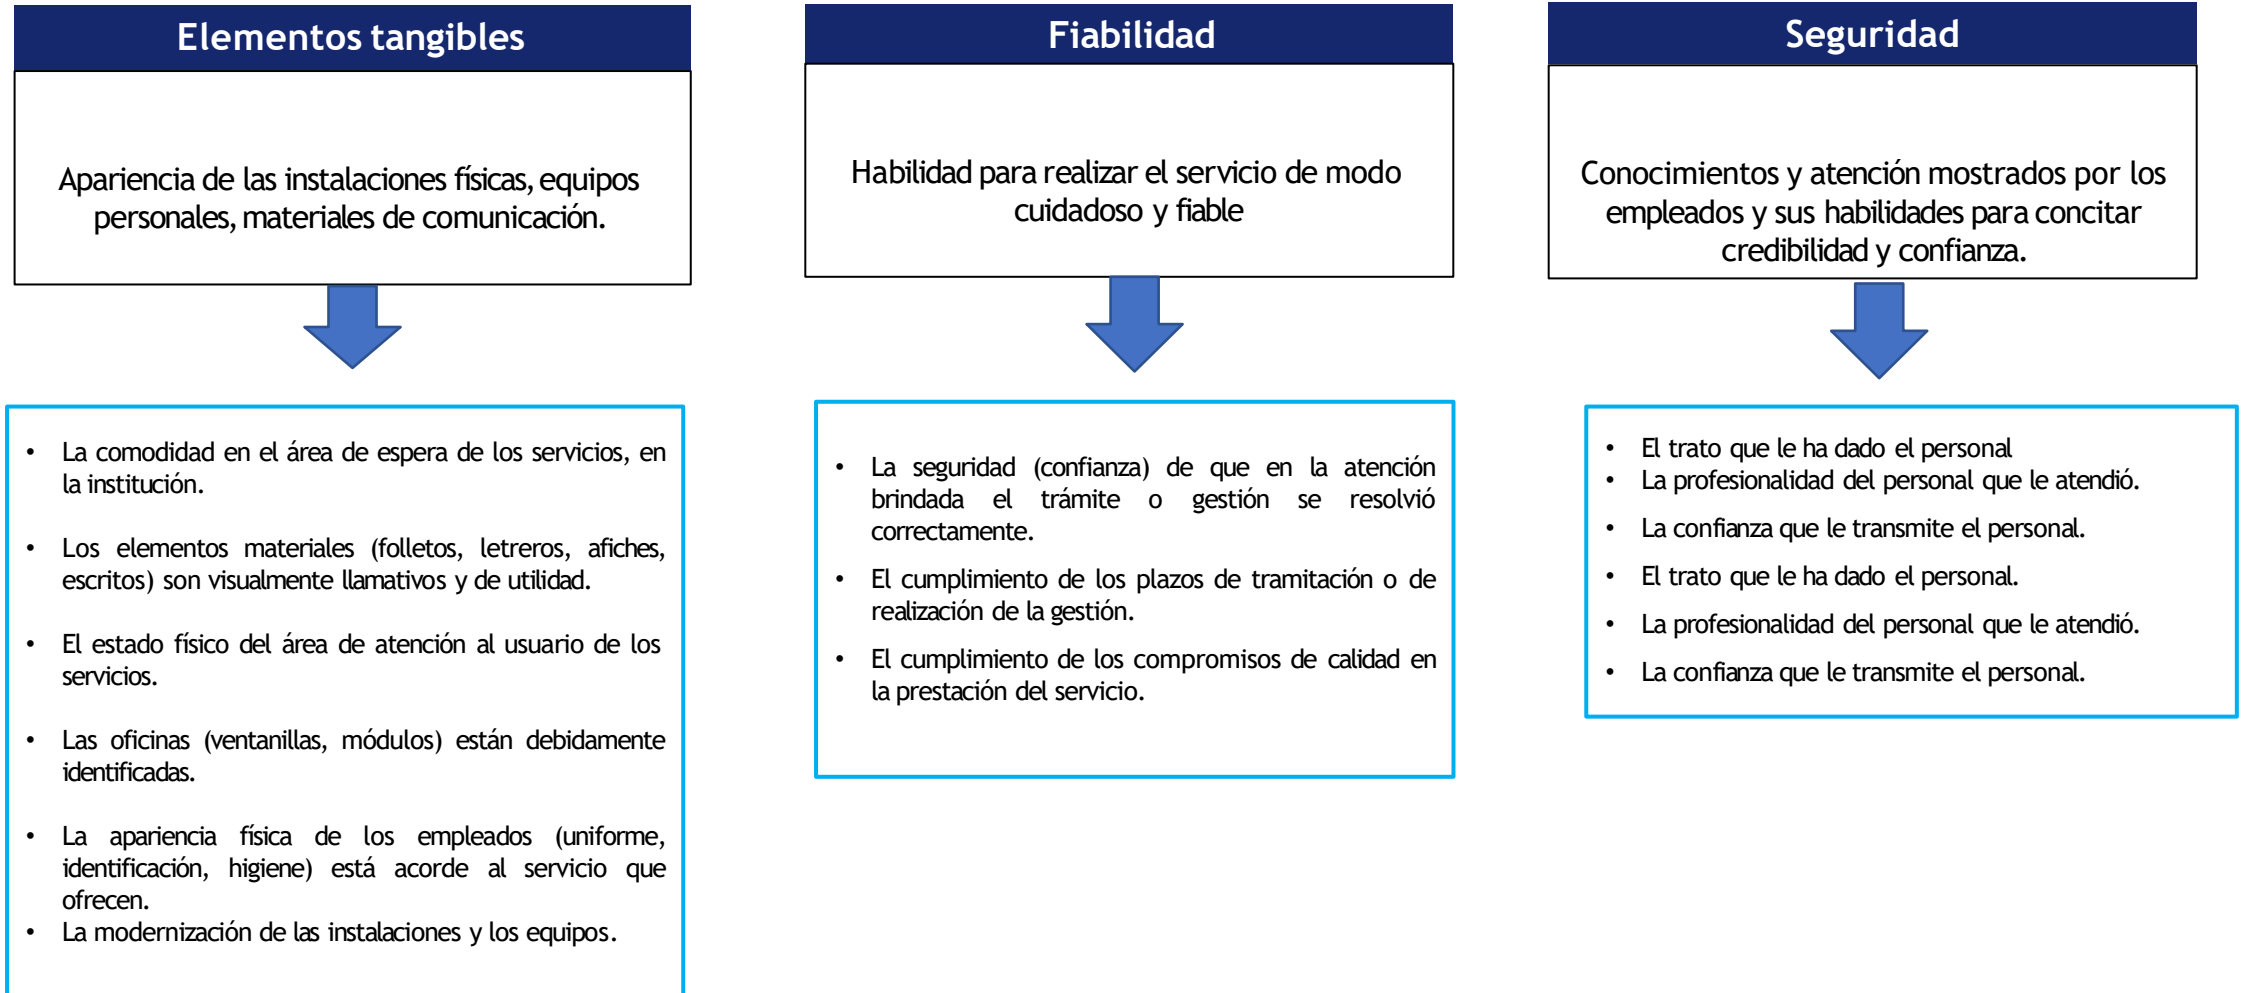 Elementos tangibles
Apariencia de las instalaciones físicas, equipos
personales, materiales de comunicación.
• La comodidad en el área de espera de los servicios, en
la institución.
• Los elementos materiales (folletos, letreros, afiches,
escritos) son visualmente llamativos y de utilidad.
• El estado físico del área de atención al usuario de los
servicios.
• Las oficinas (ventanillas, módulos) están debidamente
identificadas.
• La apariencia física de los empleados (uniforme,
identificación, higiene) está acorde al servicio que
ofrecen.
• La modernización de las instalaciones y los equipos.
Fiabilidad
Habilidad para realizar el servicio de modo
cuidadoso y fiable
• La seguridad (confianza) de que en la atención
brindada el trámite o gestión se resolvió
correctamente.
• El cumplimiento de los plazos de tramitación o de
realización de la gestión.
• El cumplimiento de los compromisos de calidad en
la prestación del servicio.
Seguridad
Conocimientos y atención mostrados por los
empleados y sus habilidades para concitar
credibilidad y confianza.
• El trato que le ha dado el personal
• La profesionalidad del personal que le atendió.
• La confianza que le transmite el personal.
• El trato que le ha dado el personal.
• La profesionalidad del personal que le atendió.
• La confianza que le transmite el personal.